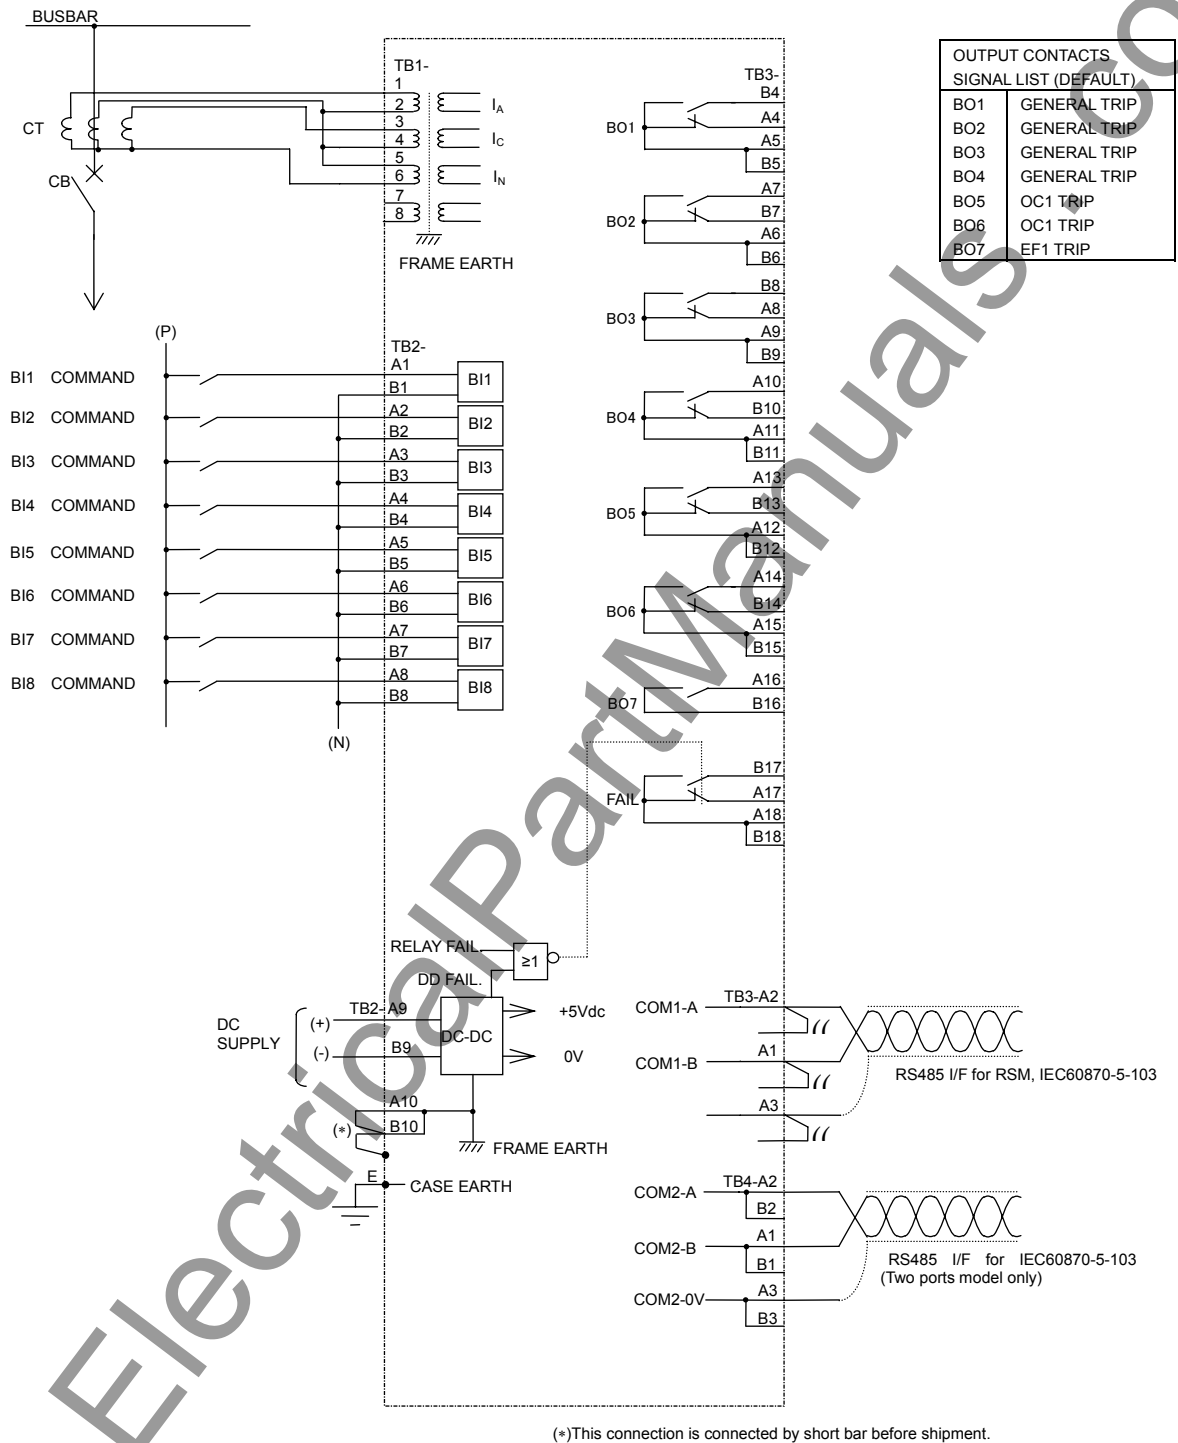 BUSBAR
CT
CB
TB1-
1
2
3
4
5
6
7
8
IA
IC
IN
FRAME EARTH
(P)
TB2-
BI1 COMMAND
A1
B1
BI1
BI2 COMMAND
A2
B2
BI2
BI3 COMMAND
A3
B3
BI3
BI4 COMMAND
A4
B4
BI4
BI5 COMMAND
A5
B5
BI5
BI6 COMMAND
A6
B6
BI6
BI7 COMMAND
A7
B7
BI7
BI8 COMMAND
A8
B8
BI8
(N)
TB3-
BO1
B4
A4
A5
B5
BO2
A7
B7
A6
B6
BO3
B8
A8
A9
B9
BO4
A10
B10
A11
B11
BO5
A13
B13
A12
B12
BO6
A14
B14
A15
B15
BO7
A16
B16
FAIL
B17
A17
A18
B18
OUTPUT CONTACTS
SIGNAL LIST (DEFAULT)
BO1 GENERAL TRIP
BO2 GENERAL TRIP
BO3 GENERAL TRIP
BO4 GENERAL TRIP
BO5 OC1 TRIP
BO6 OC1 TRIP
BO7 EF1 TRIP
RELAY FAIL.
≥1
DD FAIL.
TB2- A9
DC
SUPPLY
(+)
(-)
B9
DC-DC
+5Vdc
0V
A10
(∗)
B10
FRAME EARTH
E
CASE EARTH
COM1-A
TB3-A2
COM1-B
A1
A3
RS485 I/F for RSM, IEC60870-5-103
COM2-A
TB4-A2
B2
COM2-B
A1
B1
COM2-0V
A3
B3
RS485 I/F for IEC60870-5-103
(Two ports model only)
(∗)This connection is connected by short bar before shipment.
ElectricalPartManuals . co